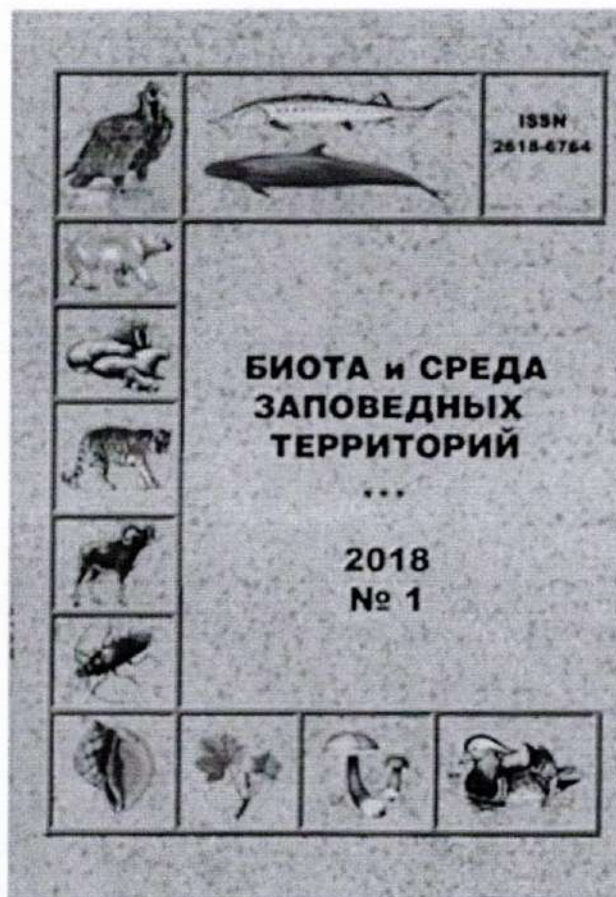 ISSN
2618-6764
БИОТА и СРЕДА
ЗАПОВЕДНЫХ
ТЕРРИТОРИЙ
...
2018
№ 1